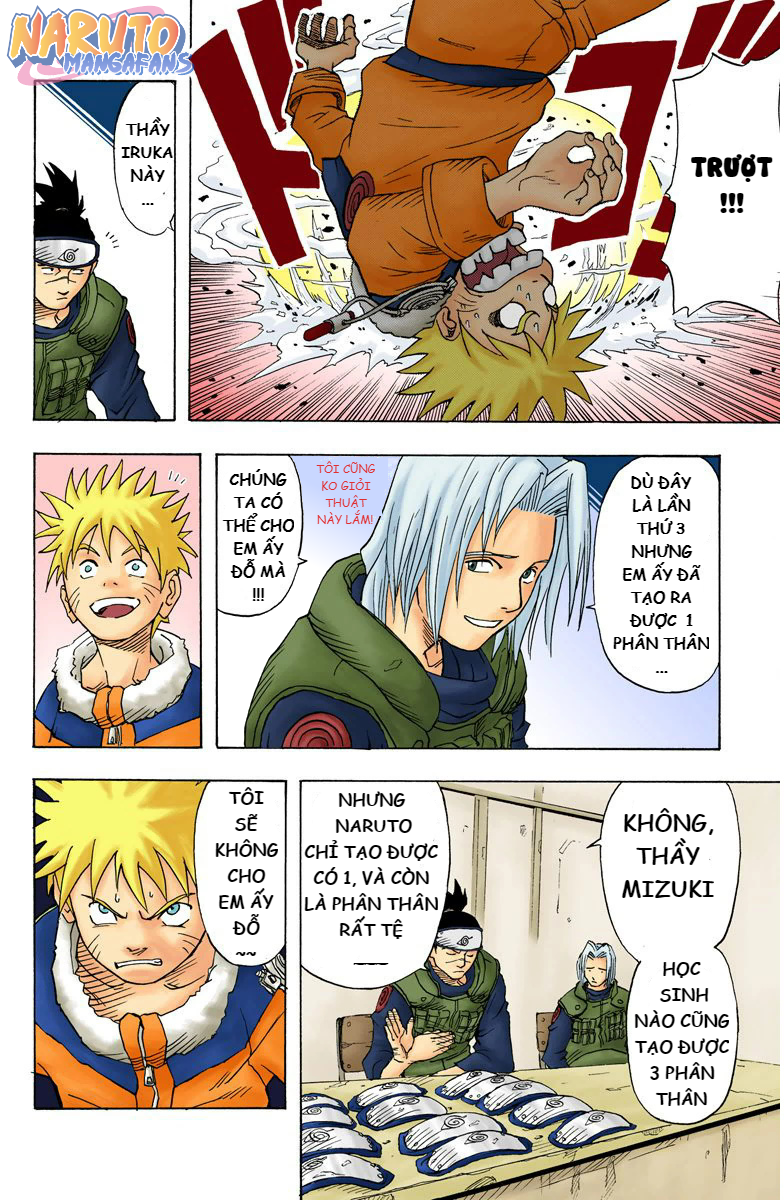 NARUTO
MANGAFANS
TRƯỢT
!!!
ドゴ
THẦY
IRUKA
NÀY
...
DÙ ĐÂY
LÀ LẦN
THỨ 3
NHƯNG
EM ẤY ĐÃ
TẠO RA
ĐƯỢC 1
PHÂN THÂN
...
TÔI CŨNG
KO GIỎI
THUẬT
NÀY LẮM!
CHÚNG
TA CÓ
THỂ CHO
EM ẤY
ĐỖ MÀ
!!!
KHÔNG,
THẦY
MIZUKI
HỌC
SINH
NÀO CŨNG
TẠO ĐƯỢC
3 PHÂN
THÂN
NHƯNG
NARUTO
CHỈ TẠO ĐƯỢC
CÓ 1, VÀ CÒN
LÀ PHÂN THÂN
RẤT TỆ
~~~
TÔI
SẼ
KHÔNG
CHO
EM ẤY
ĐỖ
~~